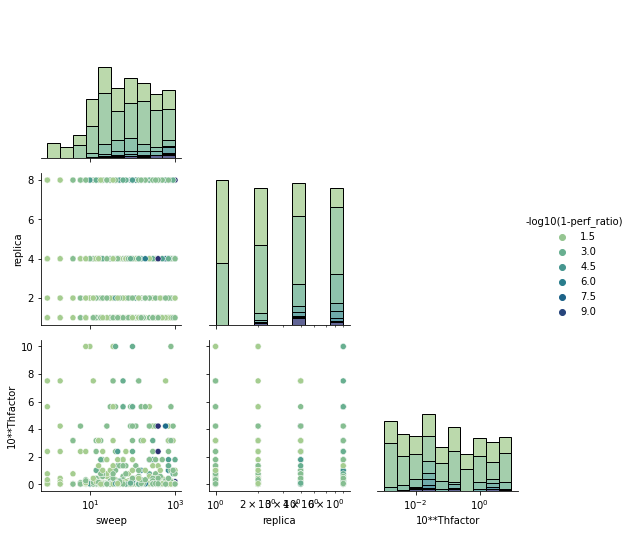 8
6
4
2
replica
-log10(1-perf_ratio)
1.5
3.0
4.5
6.0
7.5
9.0
10
8
6
4
2
0
10**Thfactor
10¹ 10³
sweep
10⁰ 2 × 10⁰
replica
10⁻² 10⁰
10**Thfactor